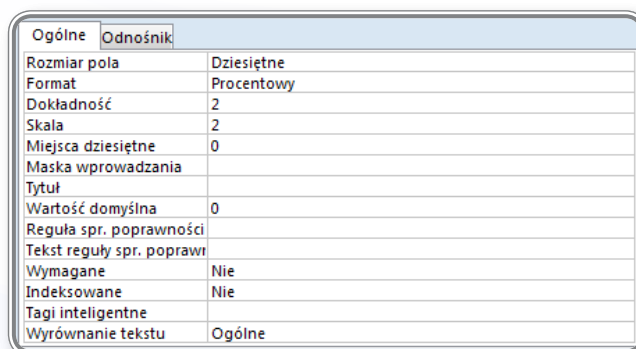 Ogólne Odnośnik
Rozmiar pola Dziesiętne
Format Procentowy
Dokładność 2
Skala 2
Miejsca dziesiętne 0
Maska wprowadzania
Tytuł
Wartość domyślna 0
Reguła spr. poprawności
Tekst reguły spr. poprawn
Wymagane Nie
Indeksowane Nie
Tagi inteligentne
Wyrównanie tekstu Ogólne